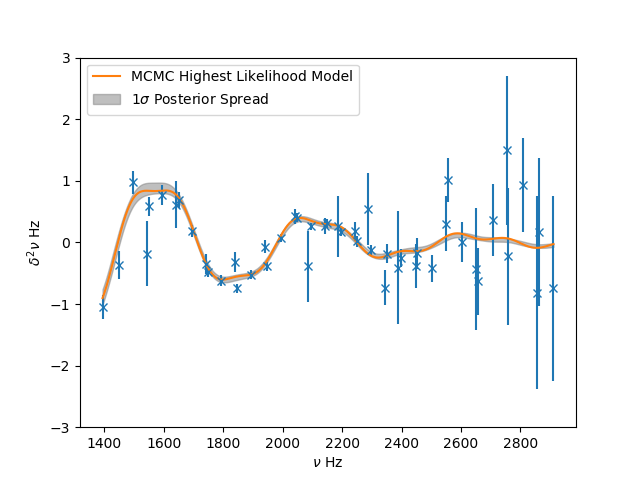 MCMC Highest Likelihood Model
1σ Posterior Spread
3
2
1
0
−1
−2
−3
δ²ν Hz
1400 1600 1800 2000 2200 2400 2600 2800
ν Hz